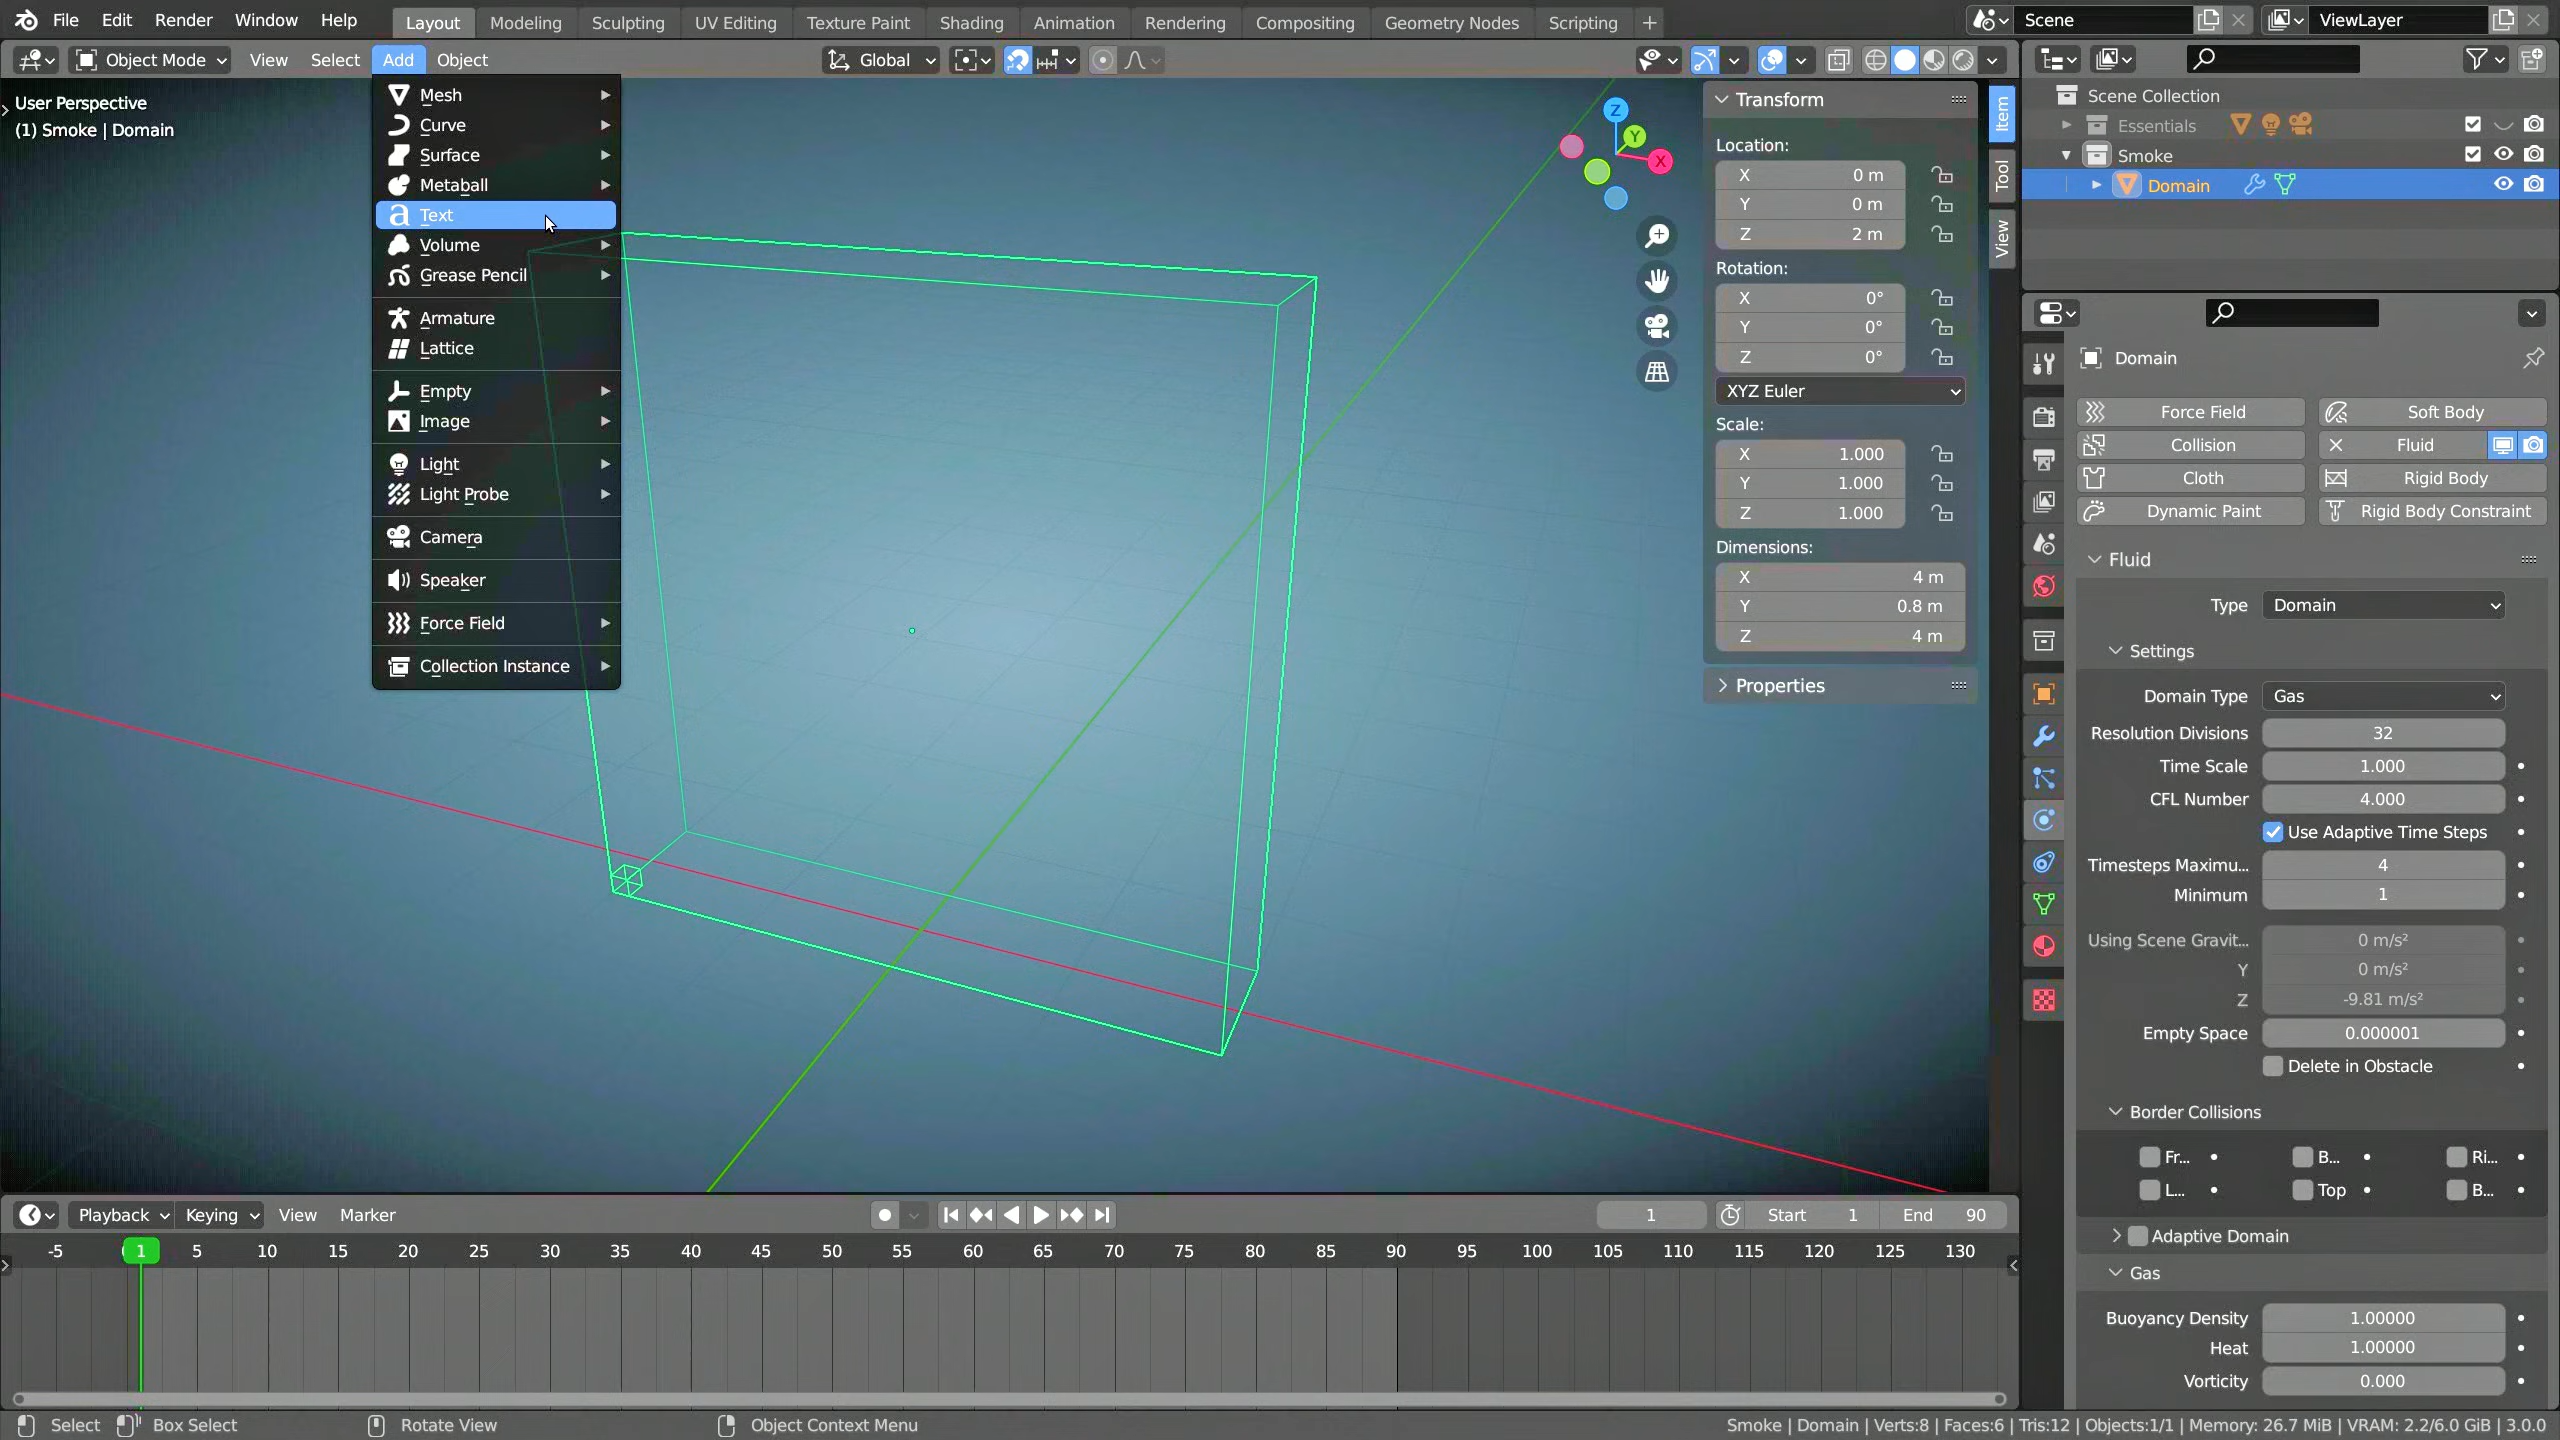 File Edit Render Window Help Layout Modeling Sculpting UV Editing Texture Paint Shading Animation Rendering Compositing Geometry Nodes Scripting + Scene ViewLayer
Object Mode View Select Add Object Global
User Perspective
(1) Smoke | Domain
Mesh
Curve
Surface
Metaball
a Text
Volume
Grease Pencil
Armature
Lattice
Empty
Image
Light
Light Probe
Camera
Speaker
Force Field
Collection Instance
Z
Y
X
Transform
Location:
X 0 m
Y 0 m
Z 2 m
Rotation:
X 0°
Y 0°
Z 0°
XYZ Euler
Scale:
X 1.000
Y 1.000
Z 1.000
Dimensions:
X 4 m
Y 0.8 m
Z 4 m
Properties
Item
Tool
View
Scene Collection
Essentials
Smoke
Domain
Domain
Force Field Soft Body
Collision Fluid
Cloth Rigid Body
Dynamic Paint Rigid Body Constraint
Fluid
Type Domain
Settings
Domain Type Gas
Resolution Divisions 32
Time Scale 1.000
CFL Number 4.000
Use Adaptive Time Steps
Timesteps Maximu... 4
Minimum 1
Using Scene Gravit... 0 m/s²
Y 0 m/s²
Z -9.81 m/s²
Empty Space 0.000001
Delete in Obstacle
Border Collisions
Fr... B... Ri...
L... Top B...
Adaptive Domain
Gas
Buoyancy Density 1.00000
Heat 1.00000
Vorticity 0.000
Playback Keying View Marker 1 Start 1 End 90
-5 1 5 10 15 20 25 30 35 40 45 50 55 60 65 70 75 80 85 90 95 100 105 110 115 120 125 130
Select Box Select Rotate View Object Context Menu Smoke | Domain | Verts:8 | Faces:6 | Tris:12 | Objects:1/1 | Memory: 26.7 MiB | VRAM: 2.2/6.0 GiB | 3.0.0